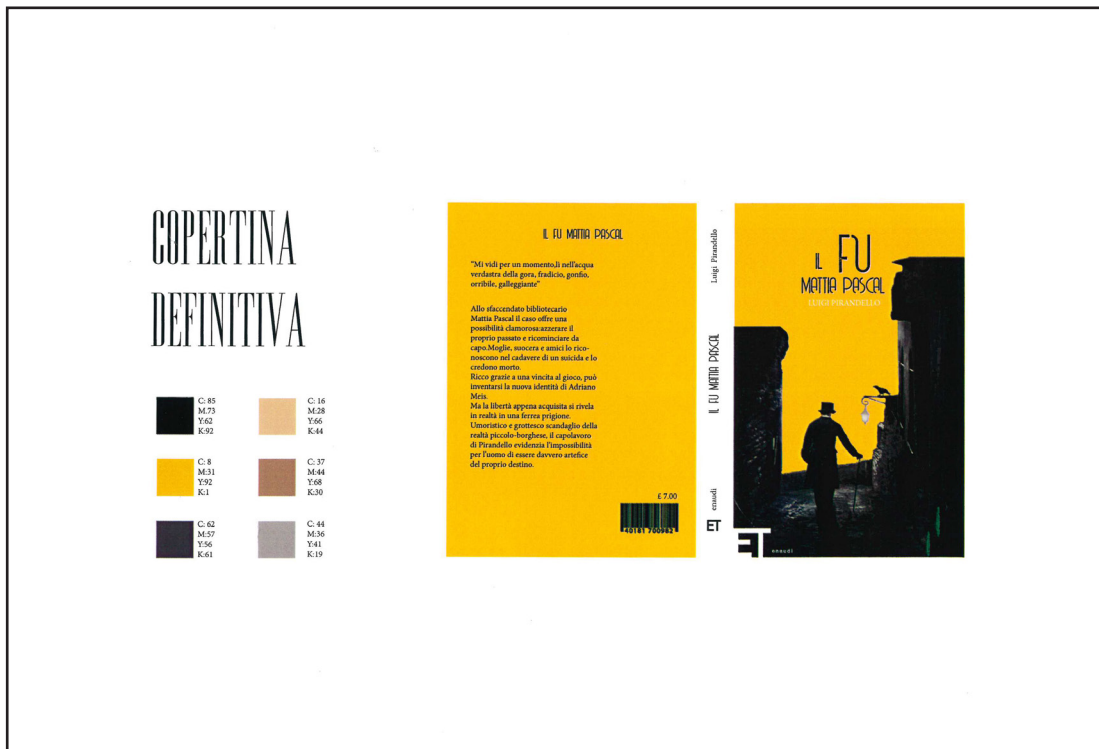 COPERTINA
DEFINITIVA
C: 85
M.73
Y:62
K:92
C: 16
M:28
Y:66
K:44
C: 8
M:31
Y:92
K:1
C: 37
M:44
Y:68
K:30
C: 62
M:57
Y:56
K:61
C: 44
M:36
Y:41
K:19
IL FU MATTIA PASCAL
"Mi vidi per un momento,lì nell'acqua
verdastra della gora, fradicio, gonfio,
orribile, galleggiante"
Allo sfaccendato bibliotecario
Mattia Pascal il caso offre una
possibilità clamorosa:azzerare il
proprio passato e ricominciare da
capo.Moglie, suocera e amici lo rico-
noscono nel cadavere di un suicida e lo
credono morto.
Ricco grazie a una vincita al gioco, può
inventarsi la nuova identità di Adriano
Meis.
Ma la libertà appena acquisita si rivela
in realtà in una ferrea prigione.
Umoristico e grottesco scandaglio della
realtà piccolo-borghese, il capolavoro
di Pirandello evidenzia l'impossibilità
per l'uomo di essere davvero artefice
del proprio destino.
£ 7.00
40181 700982
Luigi Pirandello
IL FU MATTIA PASCAL
enaudi
ET
IL FU
MATTIA PASCAL
LUIGI PIRANDELLO
ET
enaudi